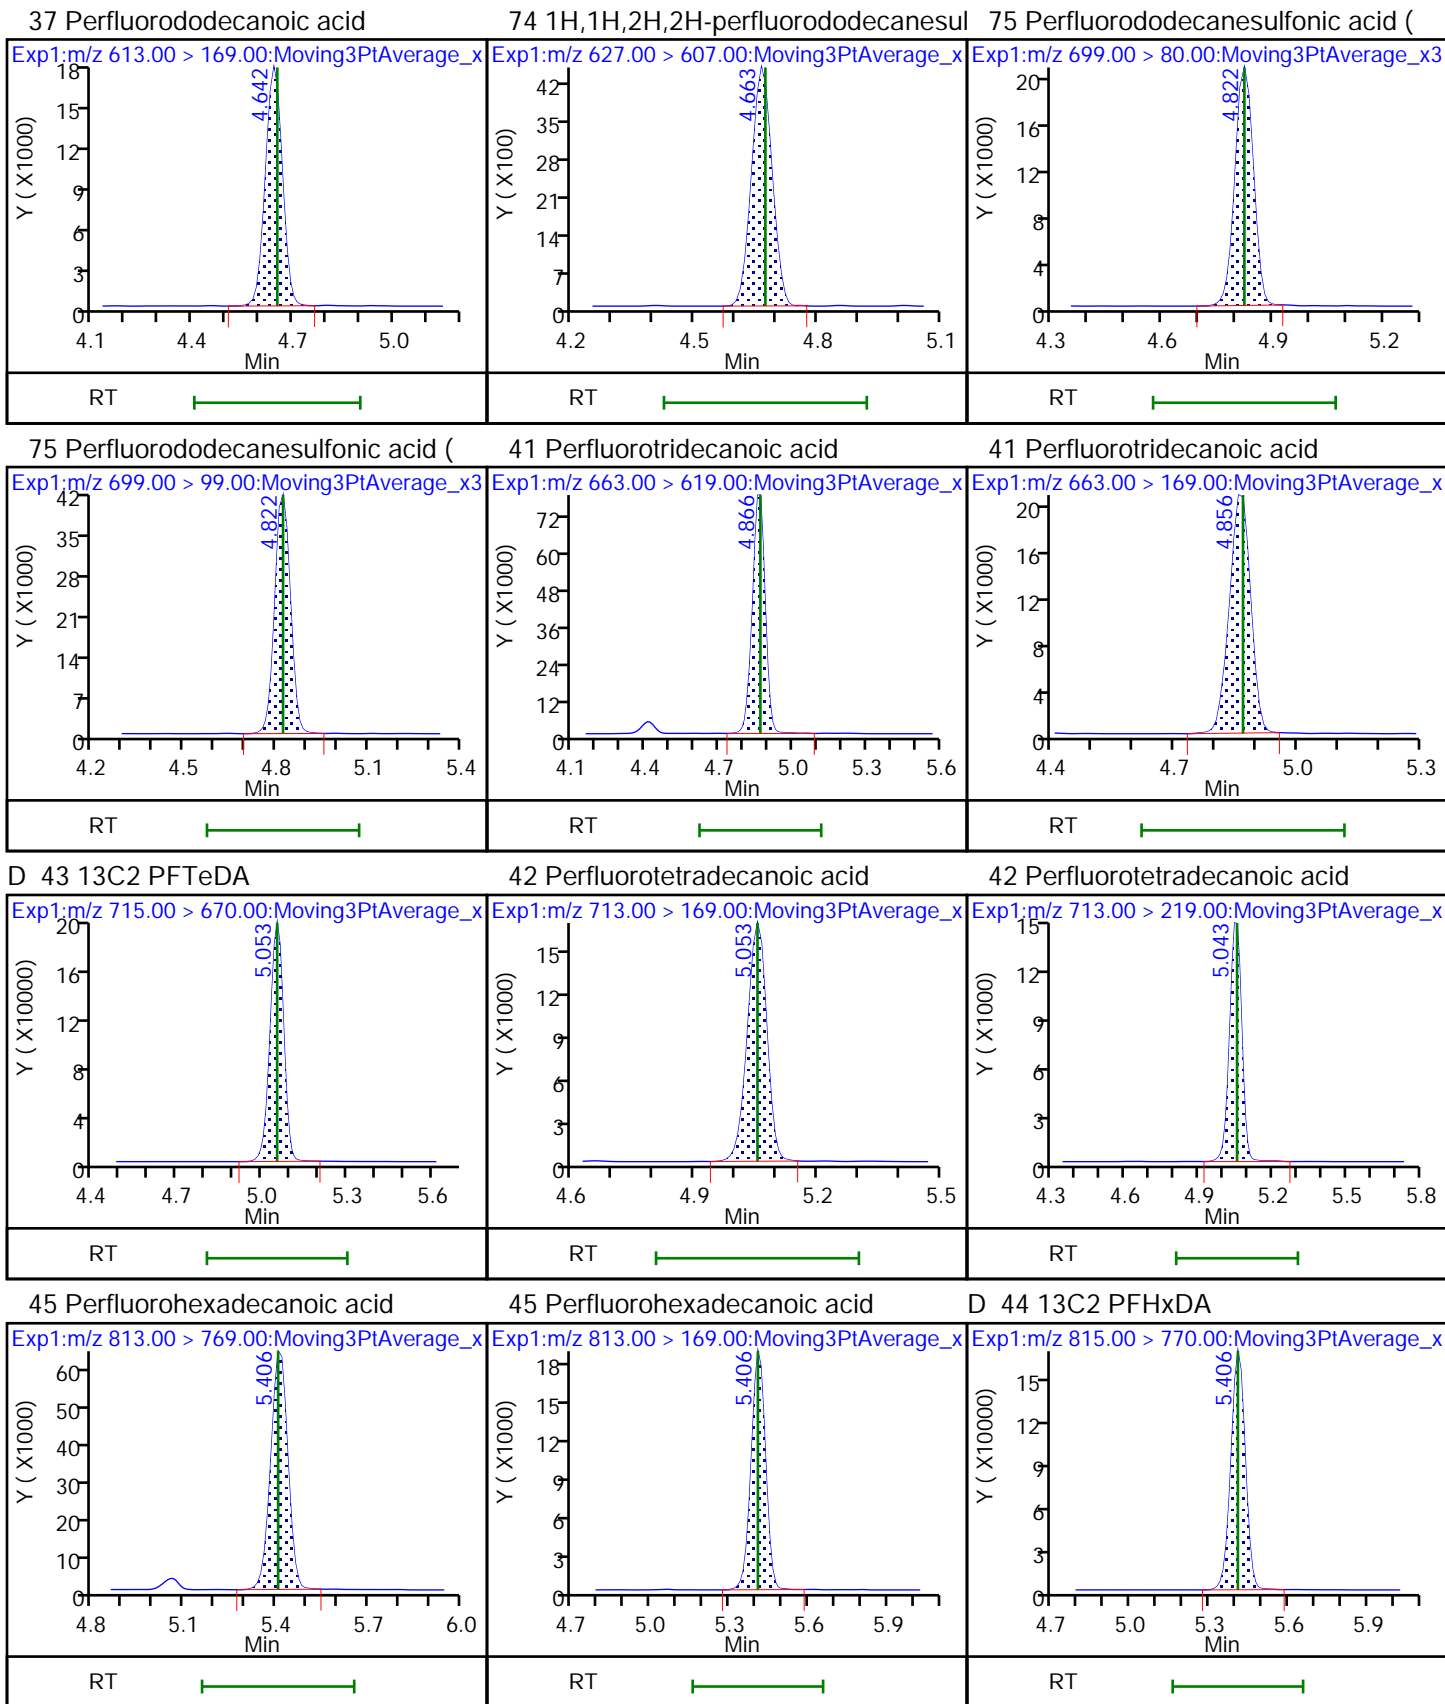 37 Perfluorododecanoic acid
74 1H,1H,2H,2H-perfluorododecanesul
75 Perfluorododecanesulfonic acid (
Exp1:m/z 613.00 > 169.00:Moving3PtAverage_x
Exp1:m/z 627.00 > 607.00:Moving3PtAverage_x
Exp1:m/z 699.00 > 80.00:Moving3PtAverage_x3
4.642
4.663
4.822
Y ( X1000)
18
15
12
9
6
3
0
Y ( X100)
42
35
28
21
14
7
0
Y ( X1000)
20
16
12
8
4
0
4.1 4.4 4.7 5.0
4.2 4.5 4.8 5.1
4.3 4.6 4.9 5.2
Min
Min
Min
RT
RT
RT
75 Perfluorododecanesulfonic acid (
41 Perfluorotridecanoic acid
41 Perfluorotridecanoic acid
Exp1:m/z 699.00 > 99.00:Moving3PtAverage_x3
Exp1:m/z 663.00 > 619.00:Moving3PtAverage_x
Exp1:m/z 663.00 > 169.00:Moving3PtAverage_x
4.822
4.866
4.856
Y ( X1000)
42
35
28
21
14
7
0
Y ( X1000)
72
60
48
36
24
12
0
Y ( X1000)
20
16
12
8
4
0
4.2 4.5 4.8 5.1 5.4
4.1 4.4 4.7 5.0 5.3 5.6
4.4 4.7 5.0 5.3
Min
Min
Min
RT
RT
RT
D 43 13C2 PFTeDA
42 Perfluorotetradecanoic acid
42 Perfluorotetradecanoic acid
Exp1:m/z 715.00 > 670.00:Moving3PtAverage_x
Exp1:m/z 713.00 > 169.00:Moving3PtAverage_x
Exp1:m/z 713.00 > 219.00:Moving3PtAverage_x
5.053
5.053
5.043
Y ( X10000)
20
16
12
8
4
0
Y ( X1000)
15
12
9
6
3
0
Y ( X1000)
15
12
9
6
3
0
4.4 4.7 5.0 5.3 5.6
4.6 4.9 5.2 5.5
4.3 4.6 4.9 5.2 5.5 5.8
Min
Min
Min
RT
RT
RT
45 Perfluorohexadecanoic acid
45 Perfluorohexadecanoic acid
D 44 13C2 PFHxDA
Exp1:m/z 813.00 > 769.00:Moving3PtAverage_x
Exp1:m/z 813.00 > 169.00:Moving3PtAverage_x
Exp1:m/z 815.00 > 770.00:Moving3PtAverage_x
5.406
5.406
5.406
Y ( X1000)
60
50
40
30
20
10
0
Y ( X1000)
18
15
12
9
6
3
0
Y ( X10000)
15
12
9
6
3
0
4.8 5.1 5.4 5.7 6.0
4.7 5.0 5.3 5.6 5.9
4.7 5.0 5.3 5.6 5.9
Min
Min
Min
RT
RT
RT